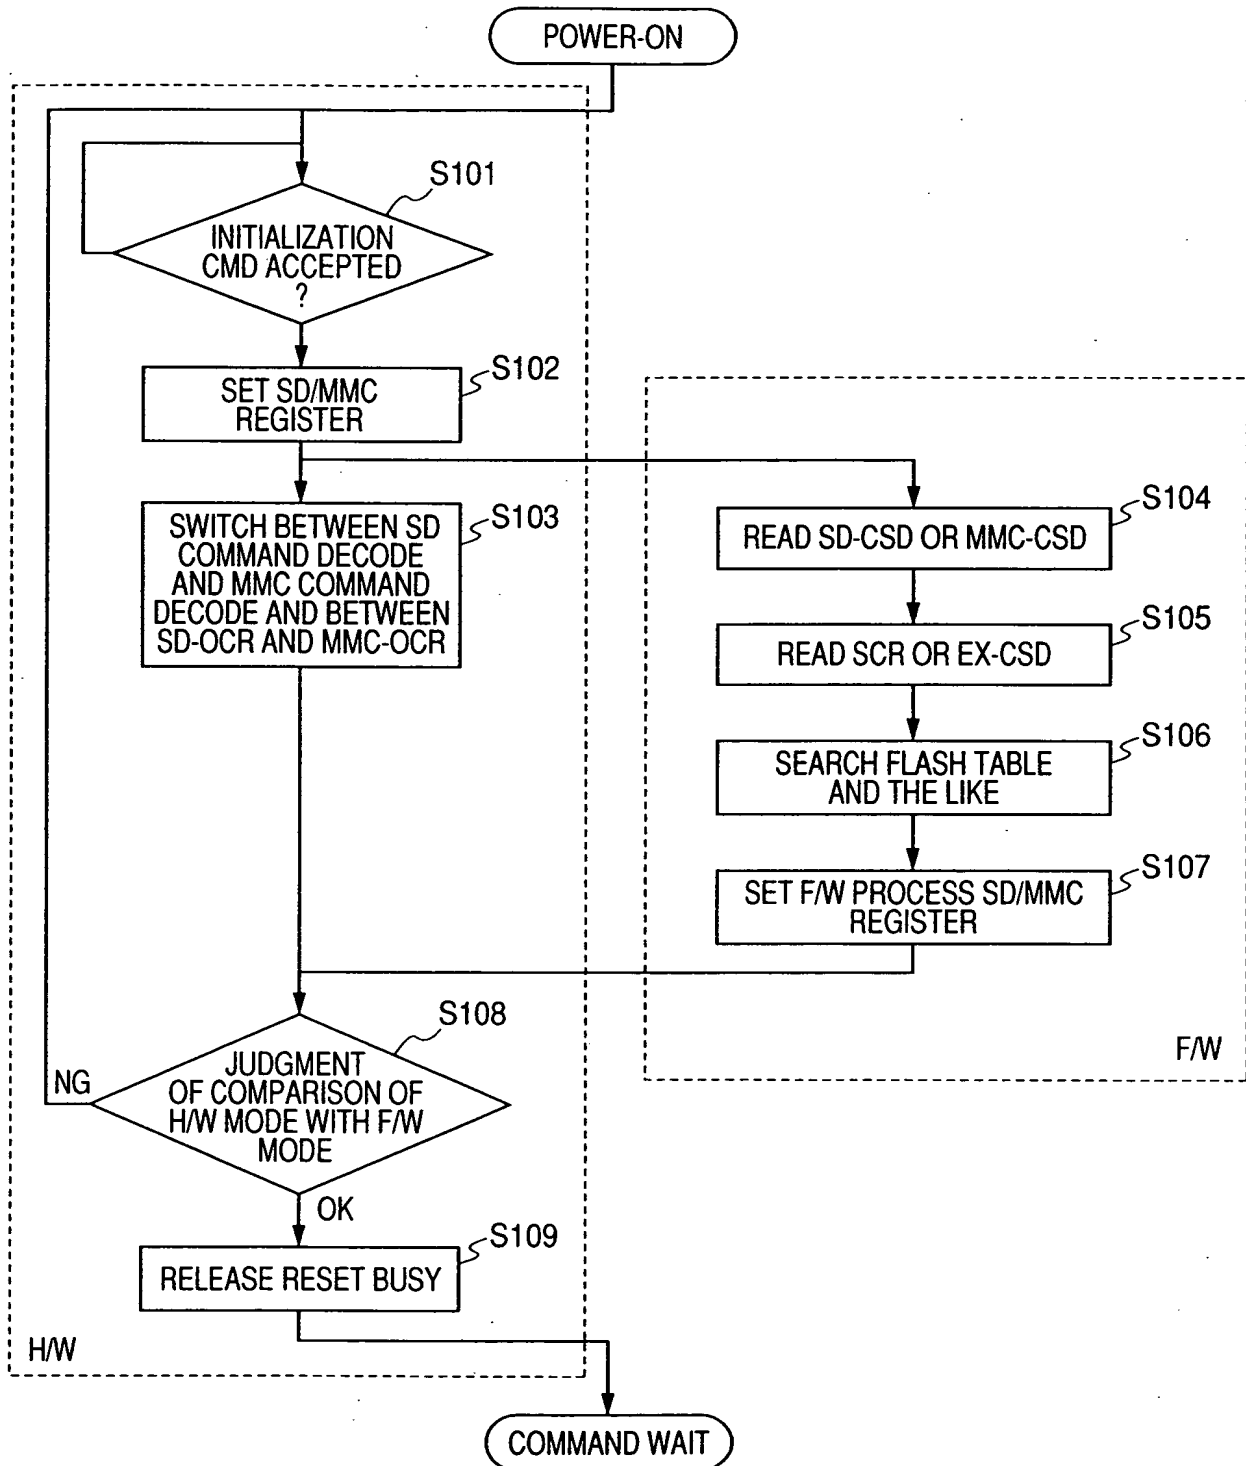 POWER-ON
S101
INITIALIZATION
CMD ACCEPTED
?
S102
SET SD/MMC
REGISTER
S103
SWITCH BETWEEN SD
COMMAND DECODE
AND MMC COMMAND
DECODE AND BETWEEN
SD-OCR AND MMC-OCR
S104
READ SD-CSD OR MMC-CSD
S105
READ SCR OR EX-CSD
S106
SEARCH FLASH TABLE
AND THE LIKE
S107
SET F/W PROCESS SD/MMC
REGISTER
F/W
S108
JUDGMENT
OF COMPARISON OF
H/W MODE WITH F/W
MODE
NG
OK
S109
RELEASE RESET BUSY
H/W
COMMAND WAIT